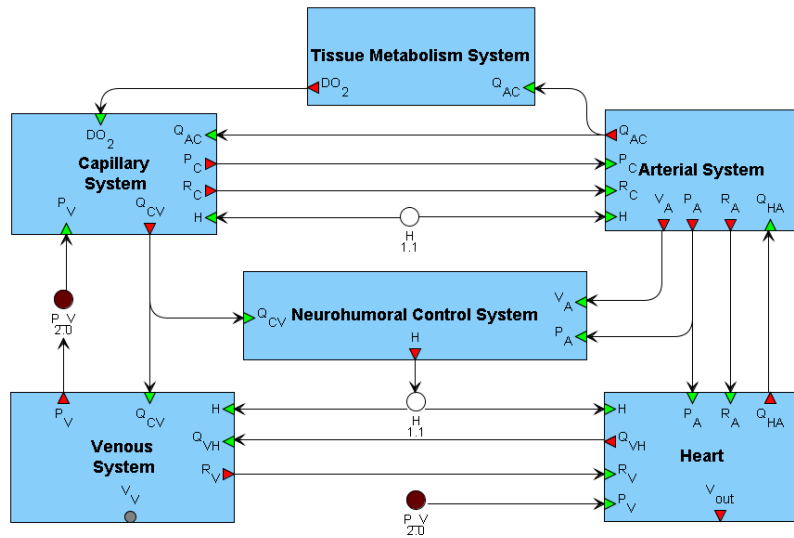 Tissue Metabolism System
DO2
QAC
DO2
QAC
Capillary
System
PC
RC
H
PV
QCV
QAC
PC
Arterial System
RC
H
VA
PA
RA
QHA
H
1.1
P_V
2.0
QCV
Neurohumoral Control System
VA
PA
H
H
1.1
PV
QCV
H
QVH
Venous
System
RV
VV
H
PA
RA
QHA
QVH
Heart
RV
PV
Vout
P_V
2.0